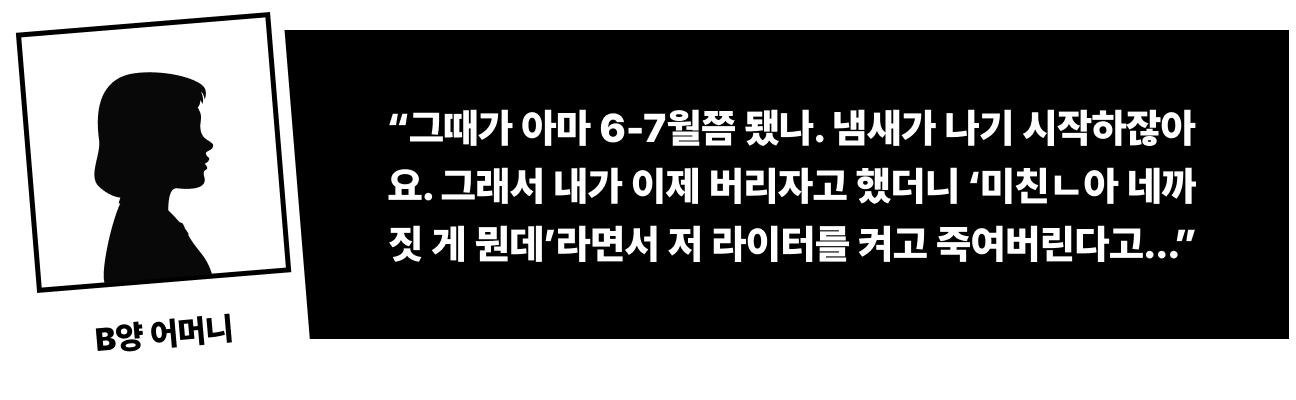 “그때가 아마 6-7월쯤 됐나. 냄새가 나기 시작하잖아
요. 그래서 내가 이제 버리자고 했더니 ‘미친ㄴ아 네까
짓 게 뭔데’라면서 저 라이터를 켜고 죽여버린다고...”
B양 어머니